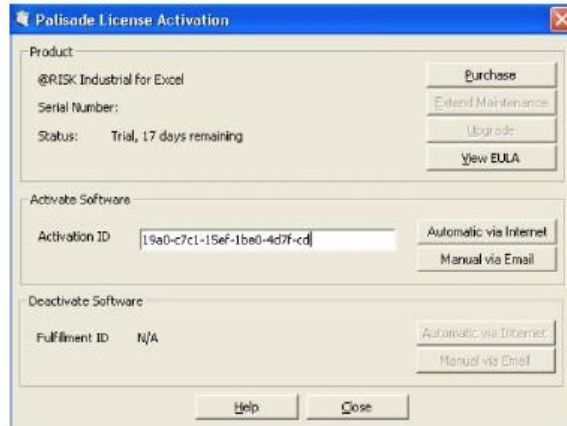 Palisade License Activation
Product
@RISK Industrial for Excel
Serial Number:
Status: Trial, 17 days remaining
Purchase
Extend Maintenance
Upgrade
View EULA
Activate Software
Activation ID 19a0-c7c1-15ef-1be0-4d7f-cd
Automatic via Internet
Manual via Email
Deactivate Software
Fulfillment ID N/A
Automatic via Internet
Manual via Email
Help Close